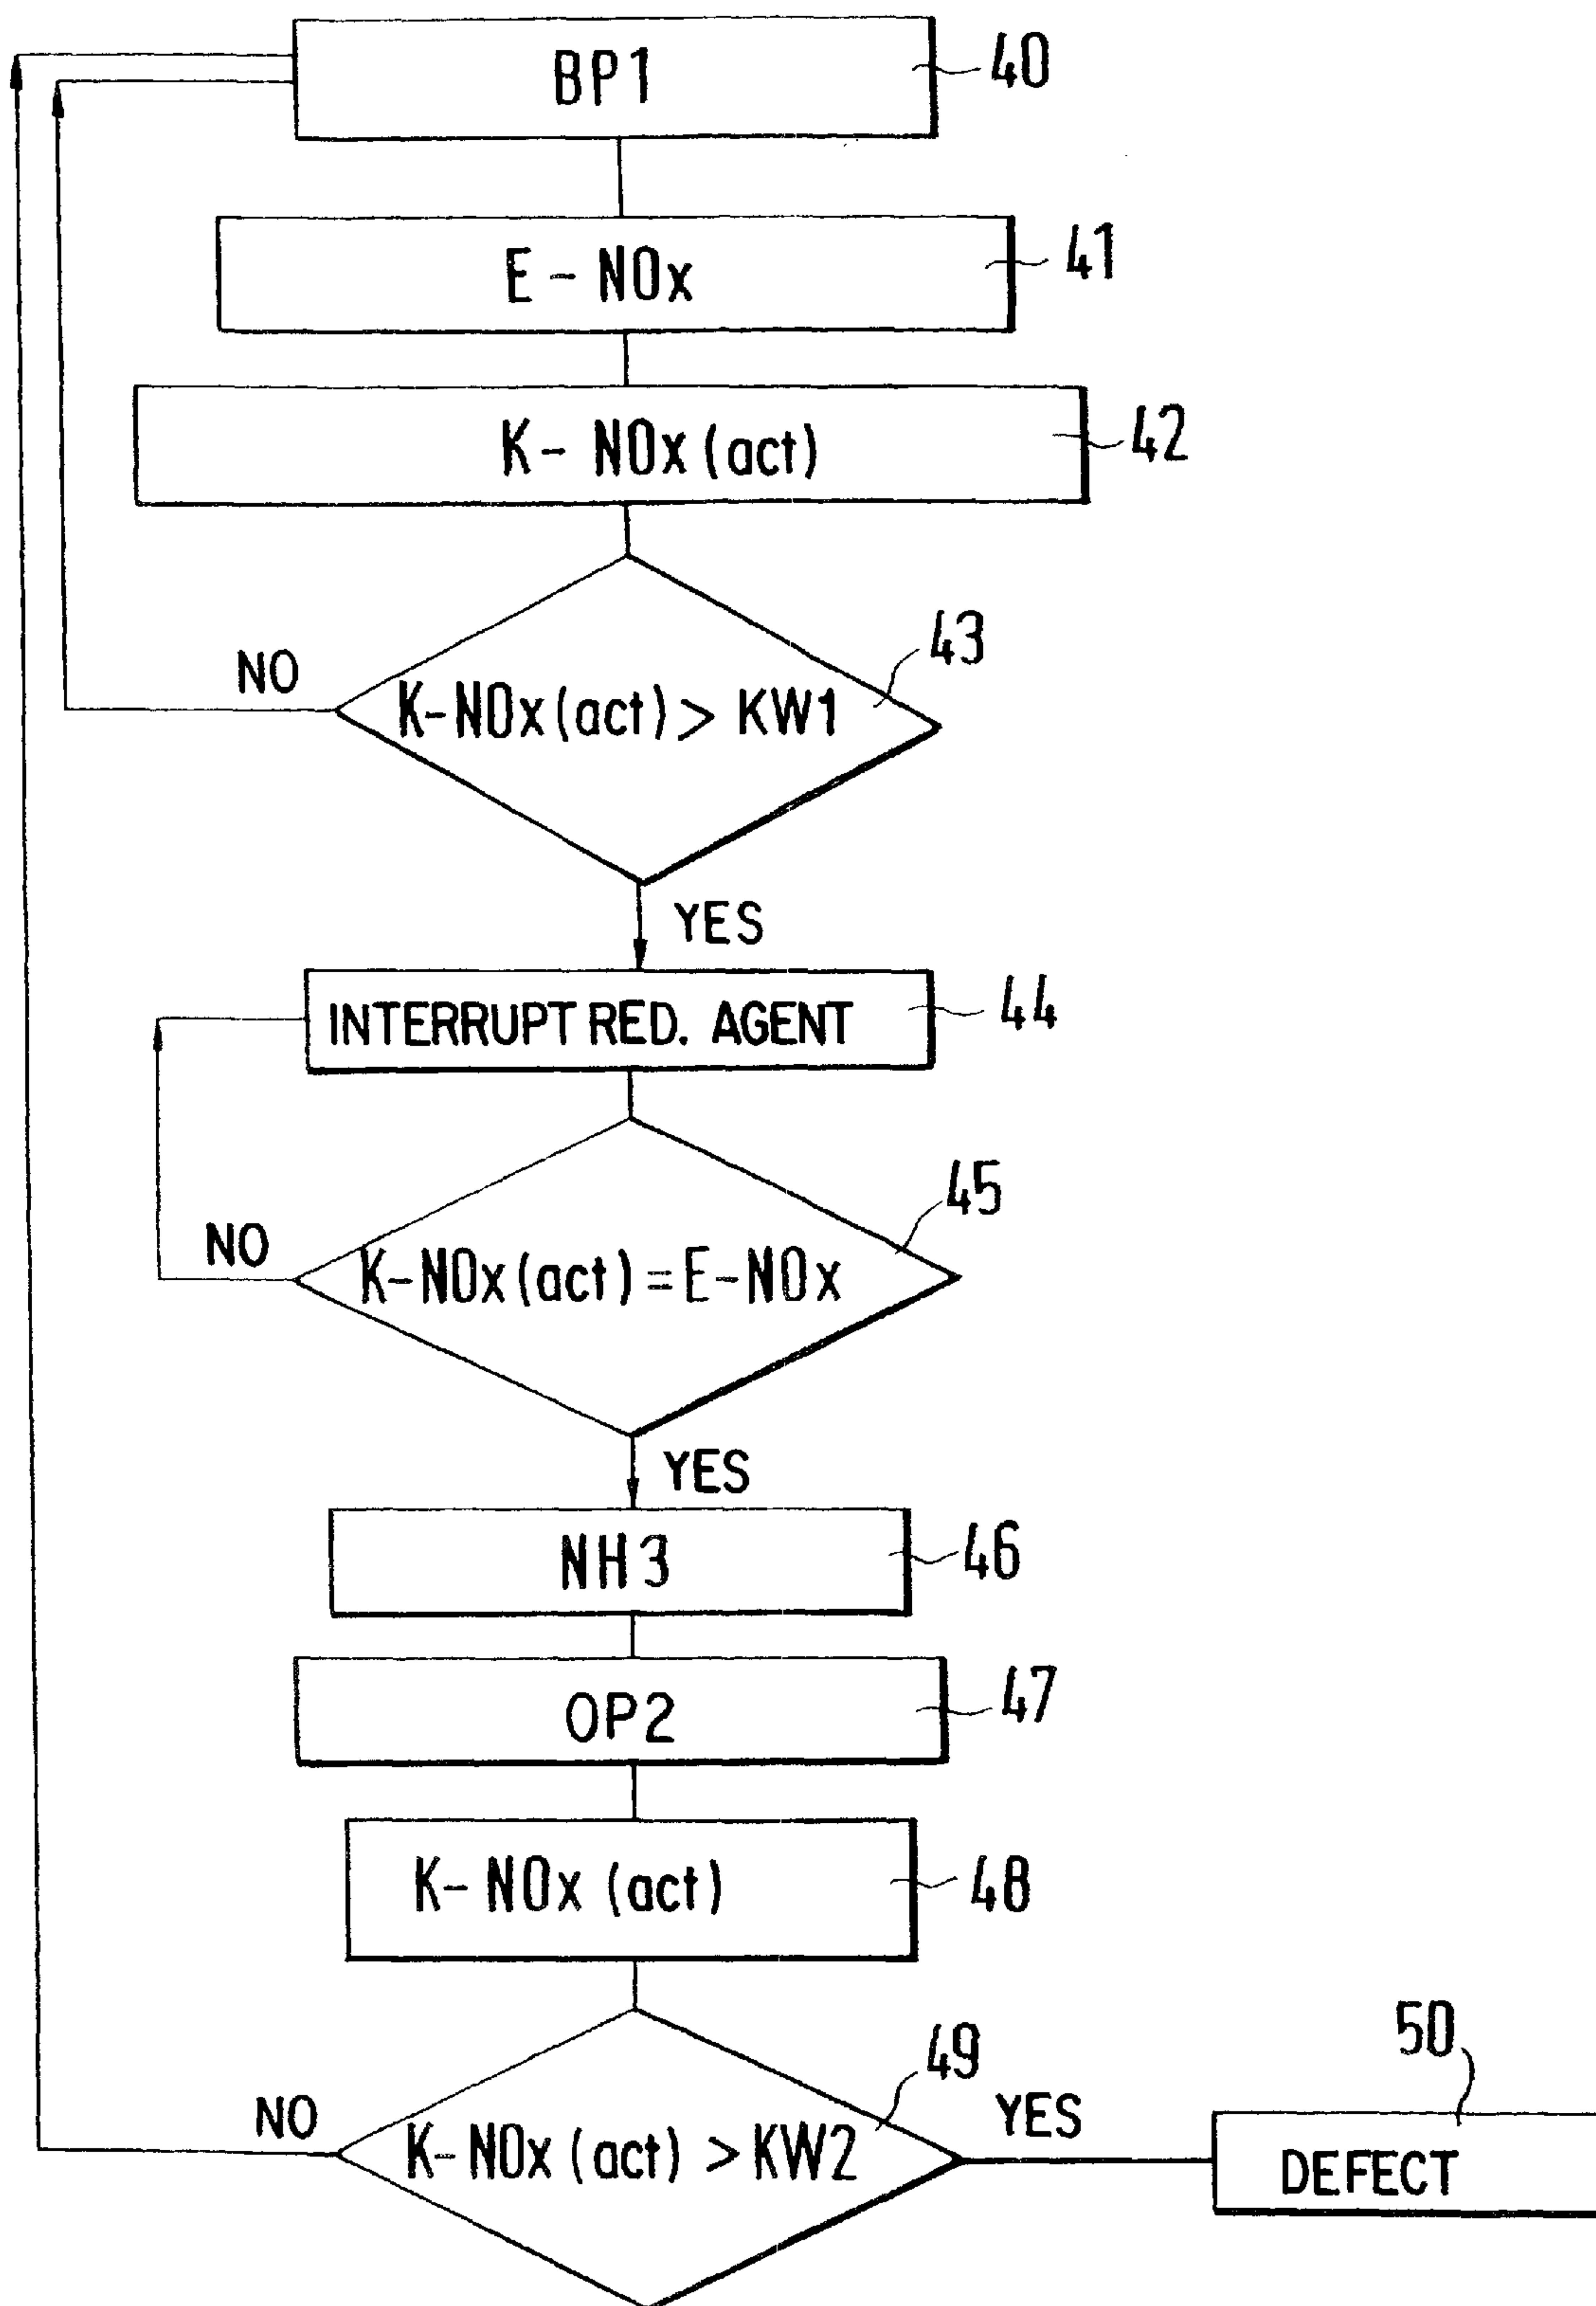 BP1
40
E-NOx
41
K-NOx(act)
42
43
NO
K-NOx(act) > KW1
YES
INTERRUPT RED. AGENT
44
45
NO
K-NOx(act) = E-NOx
YES
NH3
46
OP2
47
K-NOx (act)
48
50
49
NO
YES
K-NOx (act) > KW2
DEFECT